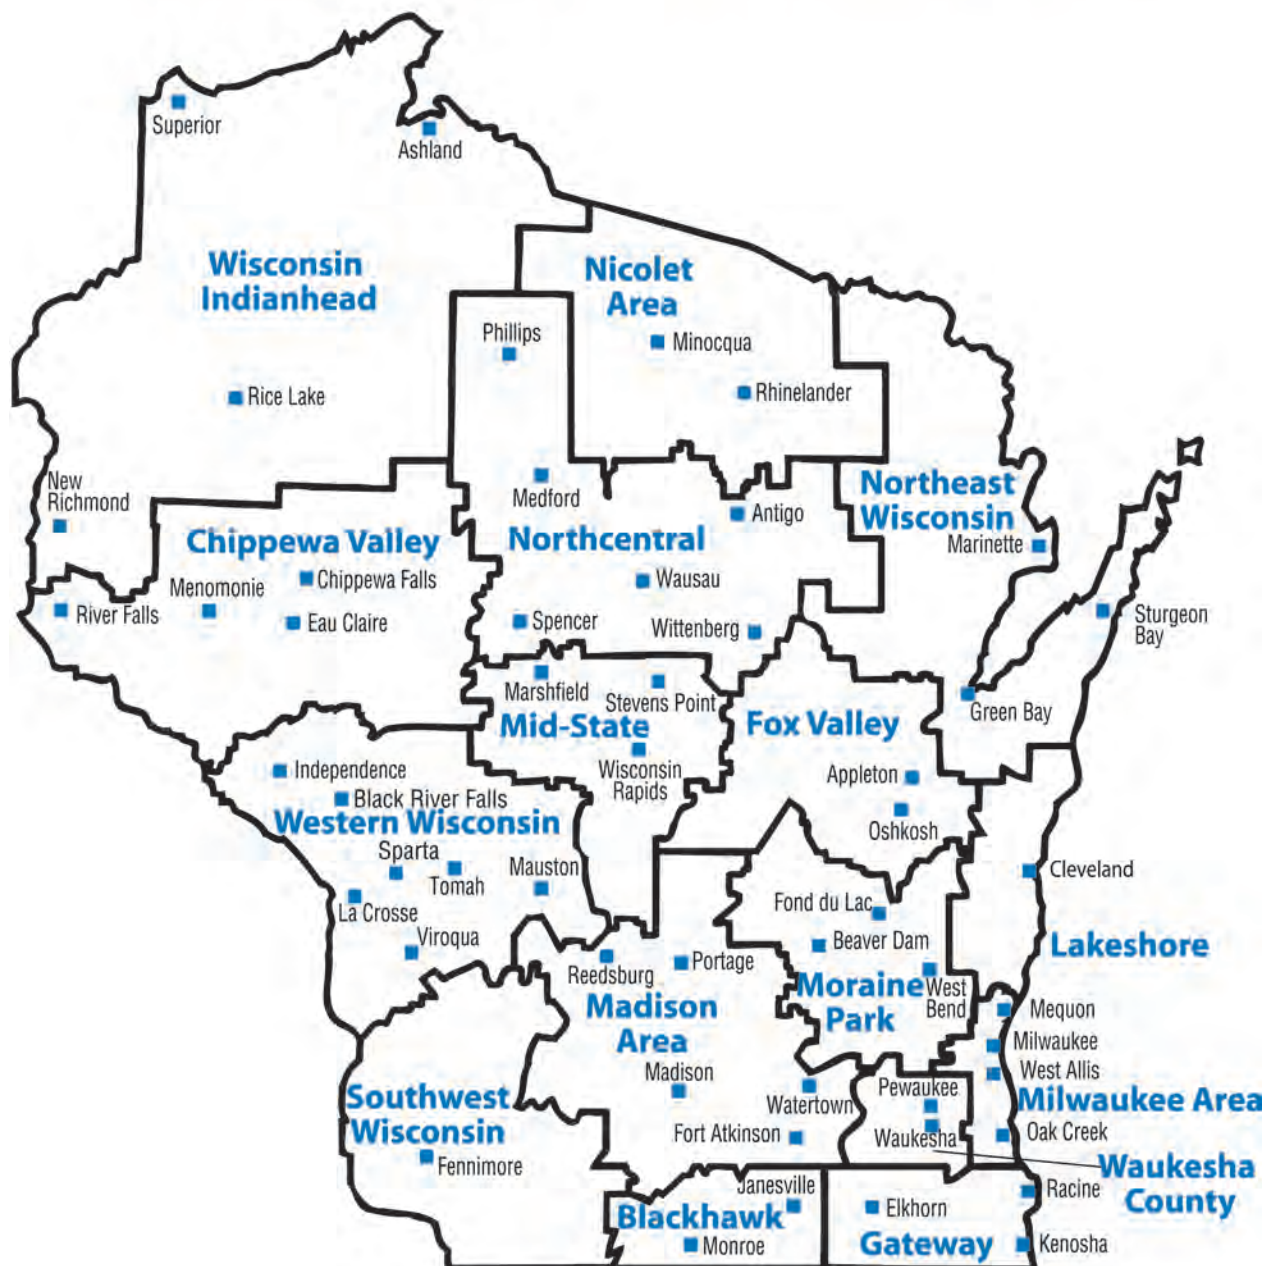 Superior
Ashland
Wisconsin
Indianhead
Nicolet
Area
Phillips
Minocqua
Rice Lake
Rhinelander
New
Richmond
Medford
Antigo
Northeast
Wisconsin
Marinette
Chippewa Valley
Northcentral
Chippewa Falls
Menomonie
River Falls
Eau Claire
Wausau
Spencer
Wittenberg
Sturgeon
Bay
Marshfield
Stevens Point
Green Bay
Mid-State
Fox Valley
Independence
Wisconsin
Rapids
Appleton
Black River Falls
Western Wisconsin
Oshkosh
Sparta
Tomah
Mauston
Cleveland
La Crosse
Fond du Lac
Viroqua
Beaver Dam
Lakeshore
Reedsburg
Portage
West
Bend
Moraine
Park
Madison
Area
Mequon
Milwaukee
West Allis
Madison
Watertown
Pewaukee
Milwaukee Area
Southwest
Wisconsin
Fort Atkinson
Waukesha
Oak Creek
Fennimore
Waukesha
County
Janesville
Racine
Blackhawk
Elkhorn
Monroe
Gateway
Kenosha